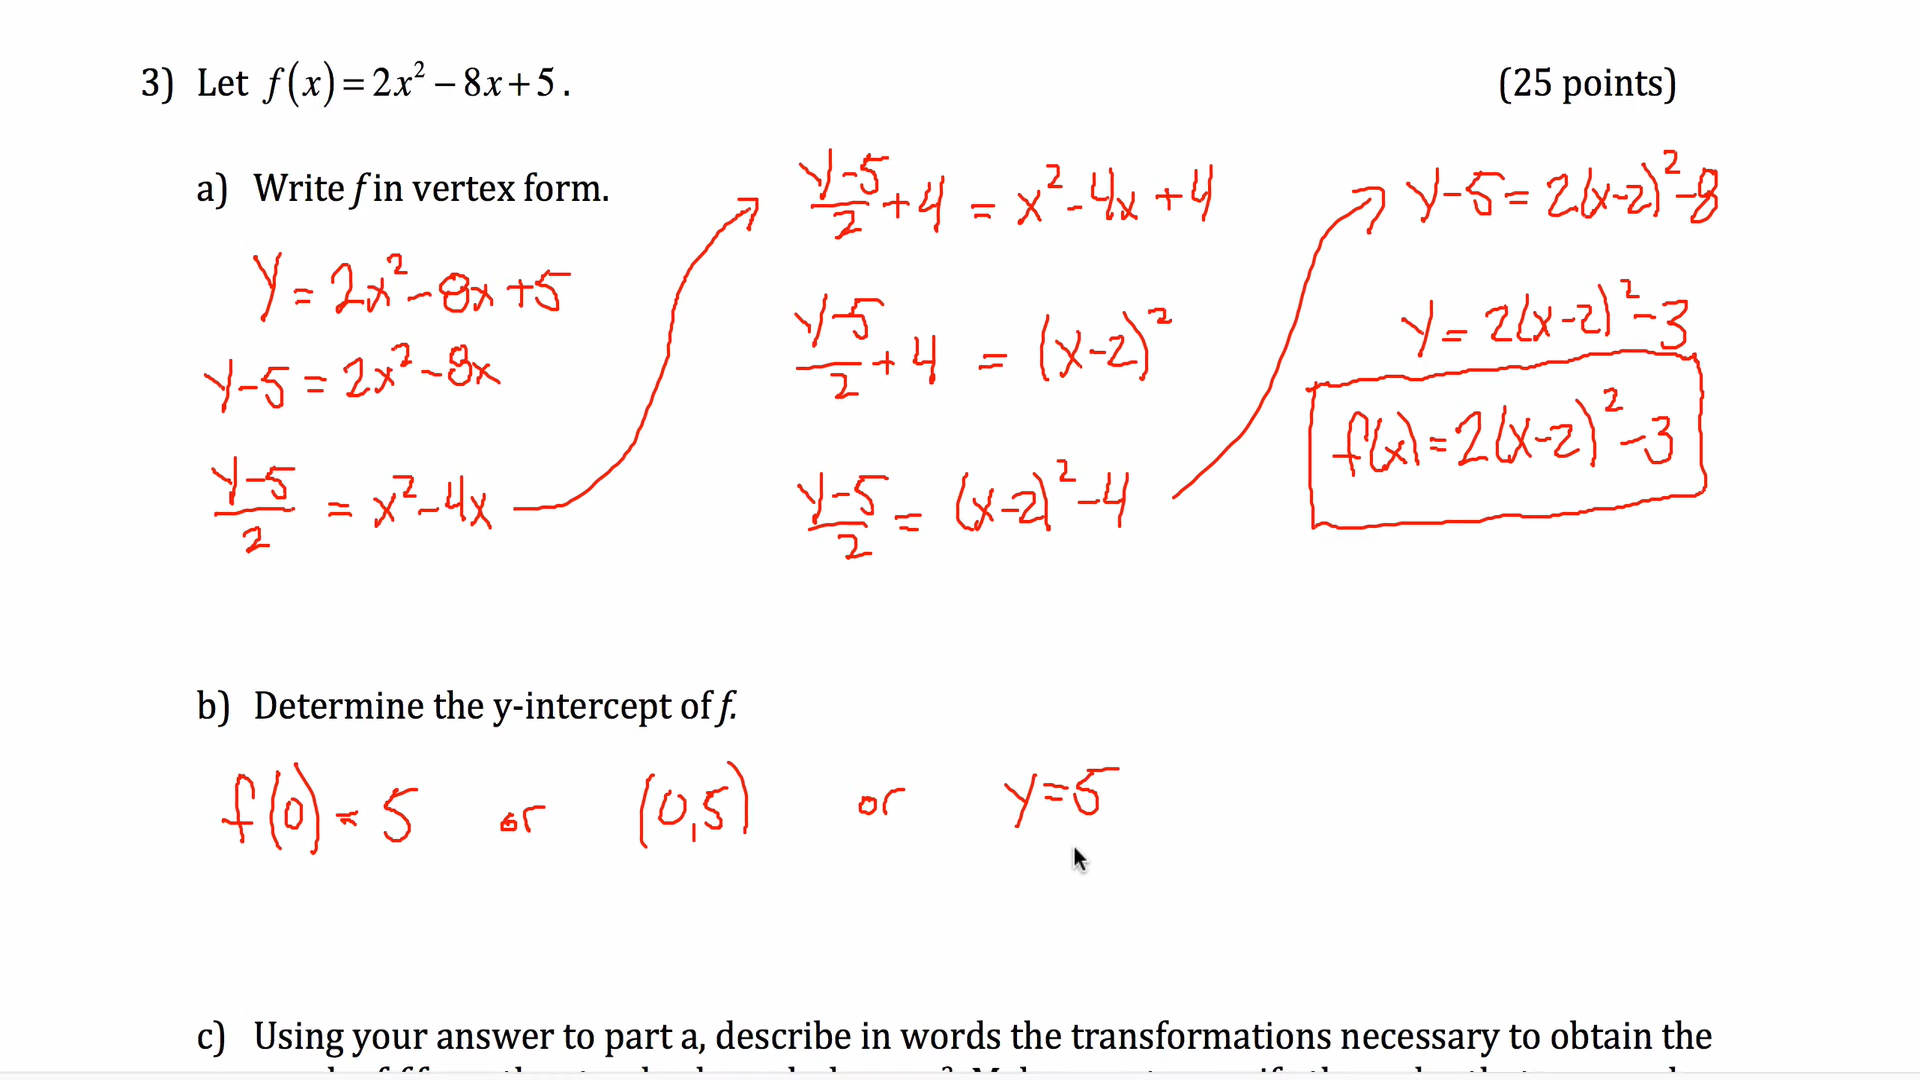 3) Let f(x) = 2x² − 8x + 5. (25 points)
a) Write f in vertex form.
y = 2x² - 8x + 5
y - 5 = 2x² - 8x
(y-5)/2 = x² - 4x
(y-5)/2 + 4 = x² - 4x + 4
(y-5)/2 + 4 = (x-2)²
(y-5)/2 = (x-2)² - 4
y - 5 = 2(x-2)² - 8
y = 2(x-2)² - 3
f(x) = 2(x-2)² - 3
b) Determine the y-intercept of f.
f(0) = 5 or (0,5) or y = 5
c) Using your answer to part a, describe in words the transformations necessary to obtain the